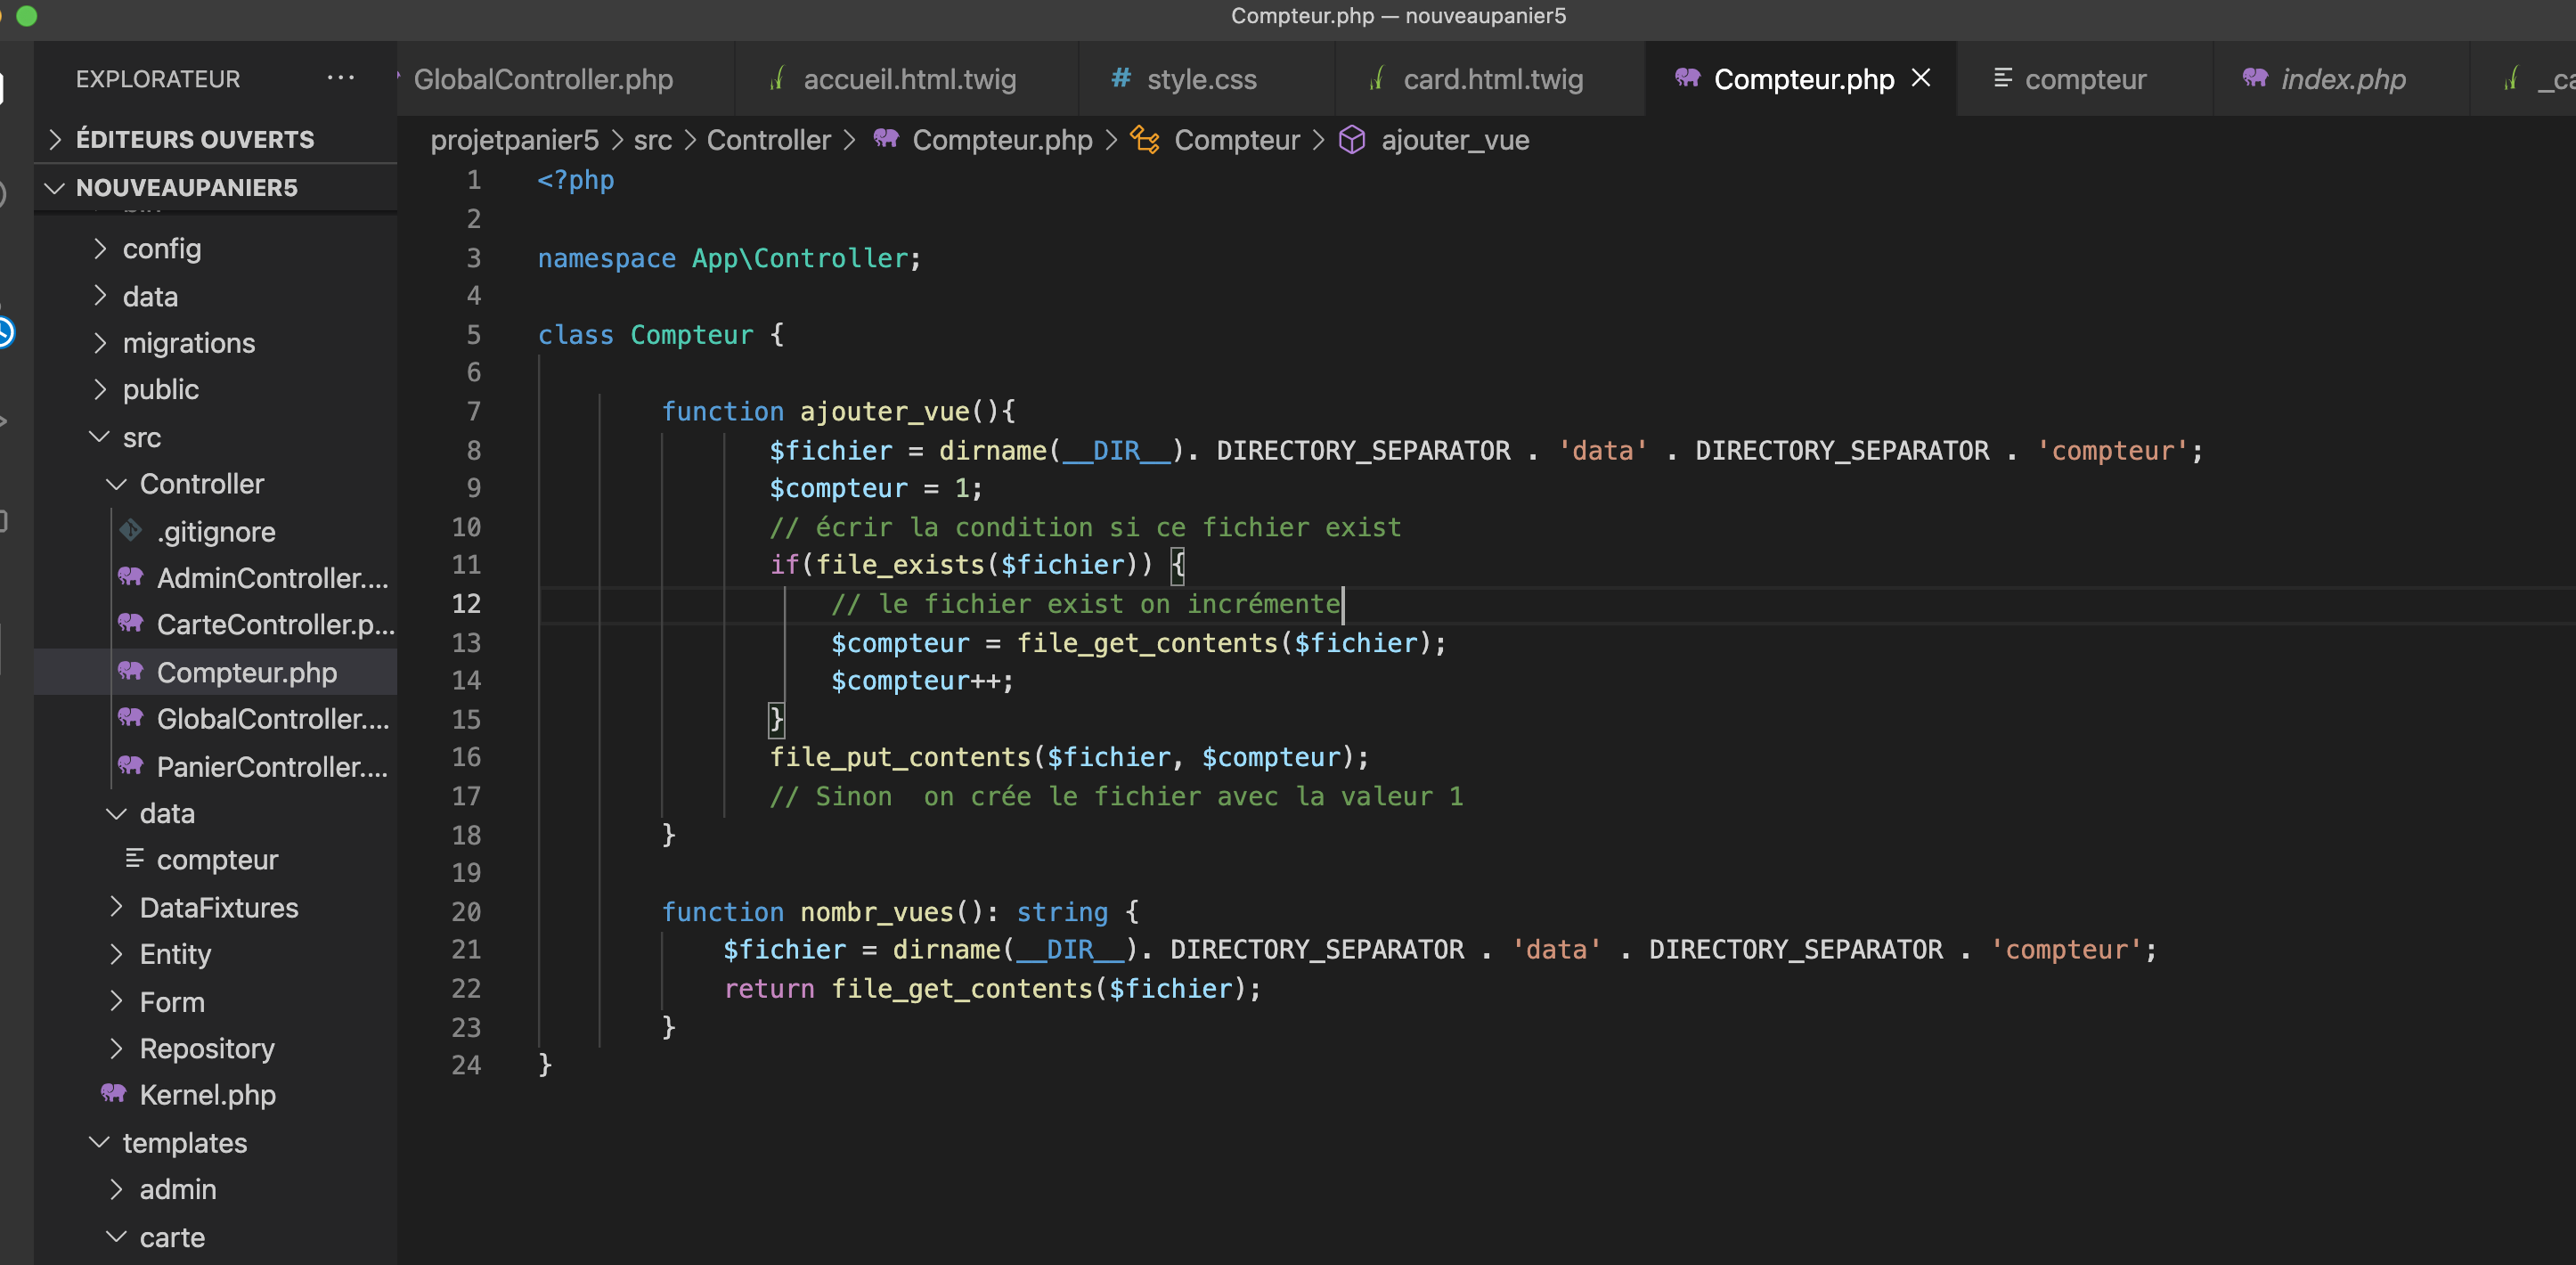 Compteur.php — nouveaupanier5
EXPLORATEUR ...
GlobalController.php accueil.html.twig # style.css card.html.twig Compteur.php compteur index.php
ÉDITEURS OUVERTS
projetpanier5 > src > Controller > Compteur.php > Compteur > ajouter_vue
NOUVEAUPANIER5
config
data
migrations
public
src
Controller
.gitignore
AdminController....
CarteController.p...
Compteur.php
GlobalController....
PanierController....
data
compteur
DataFixtures
Entity
Form
Repository
Kernel.php
templates
admin
carte
1 <?php
2
3 namespace App\Controller;
4
5 class Compteur {
6
7 function ajouter_vue(){
8 $fichier = dirname(__DIR__). DIRECTORY_SEPARATOR . 'data' . DIRECTORY_SEPARATOR . 'compteur';
9 $compteur = 1;
10 // écrir la condition si ce fichier exist
11 if(file_exists($fichier)) {
12 // le fichier exist on incrémente
13 $compteur = file_get_contents($fichier);
14 $compteur++;
15 }
16 file_put_contents($fichier, $compteur);
17 // Sinon  on crée le fichier avec la valeur 1
18 }
19
20 function nombr_vues(): string {
21 $fichier = dirname(__DIR__). DIRECTORY_SEPARATOR . 'data' . DIRECTORY_SEPARATOR . 'compteur';
22 return file_get_contents($fichier);
23 }
24 }